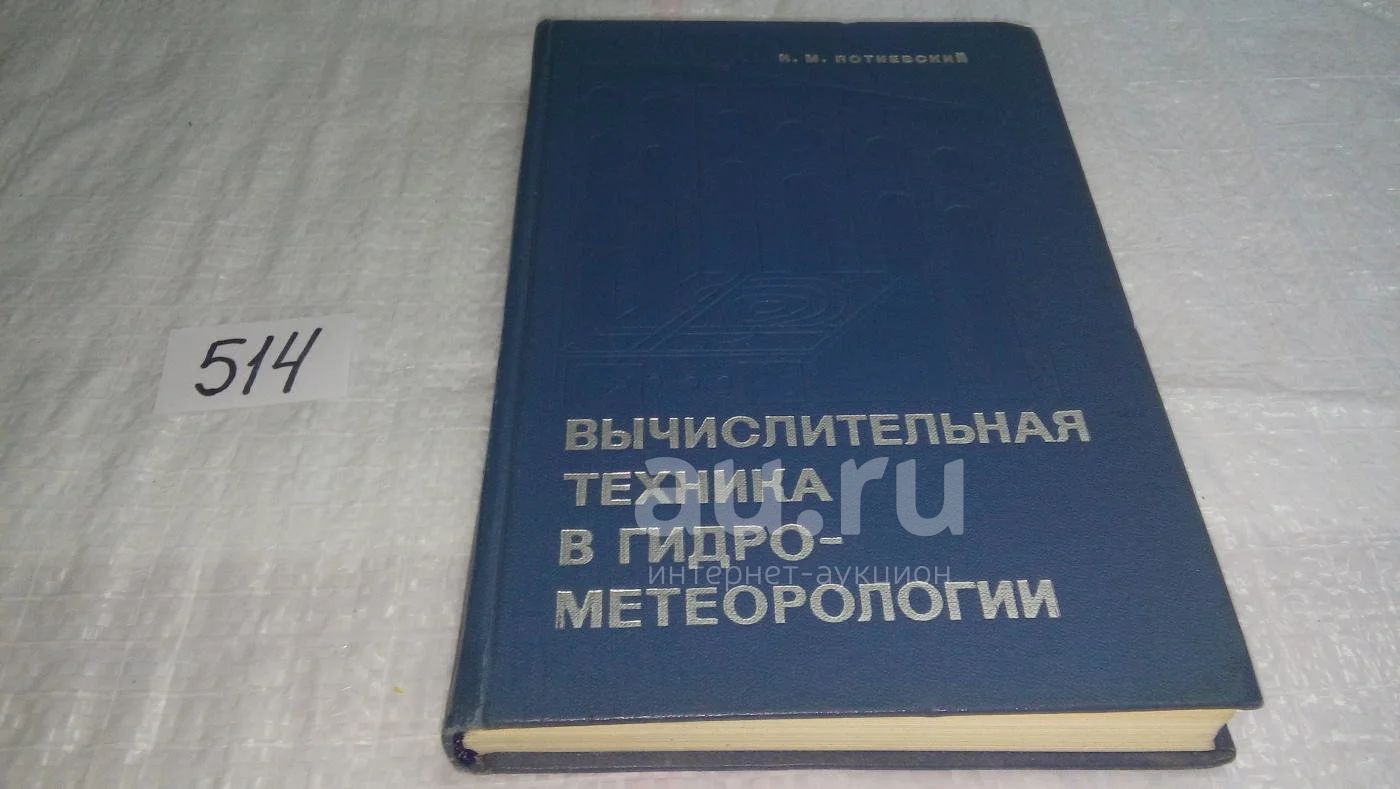 Н. М. ПОТИЕВСКИЙ
514
ВЫЧИСЛИТЕЛЬНАЯ
ТЕХНИКА
В ГИДРО-
МЕТЕОРОЛОГИИ
au.ru
интернет-аукцион